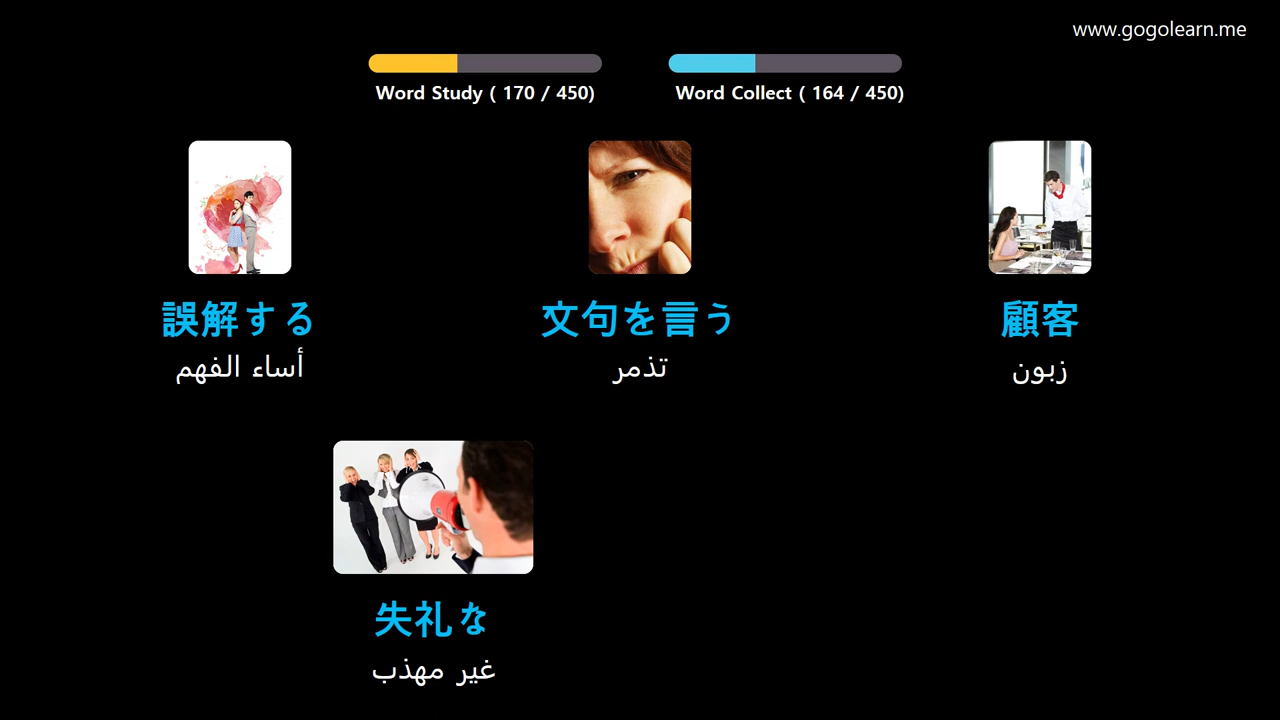 www.gogolearn.me
Word Study ( 170 / 450)
Word Collect ( 164 / 450)
誤解する
أساء الفهم
文句を言う
تذمر
顧客
زبون
失礼な
غير مهذب